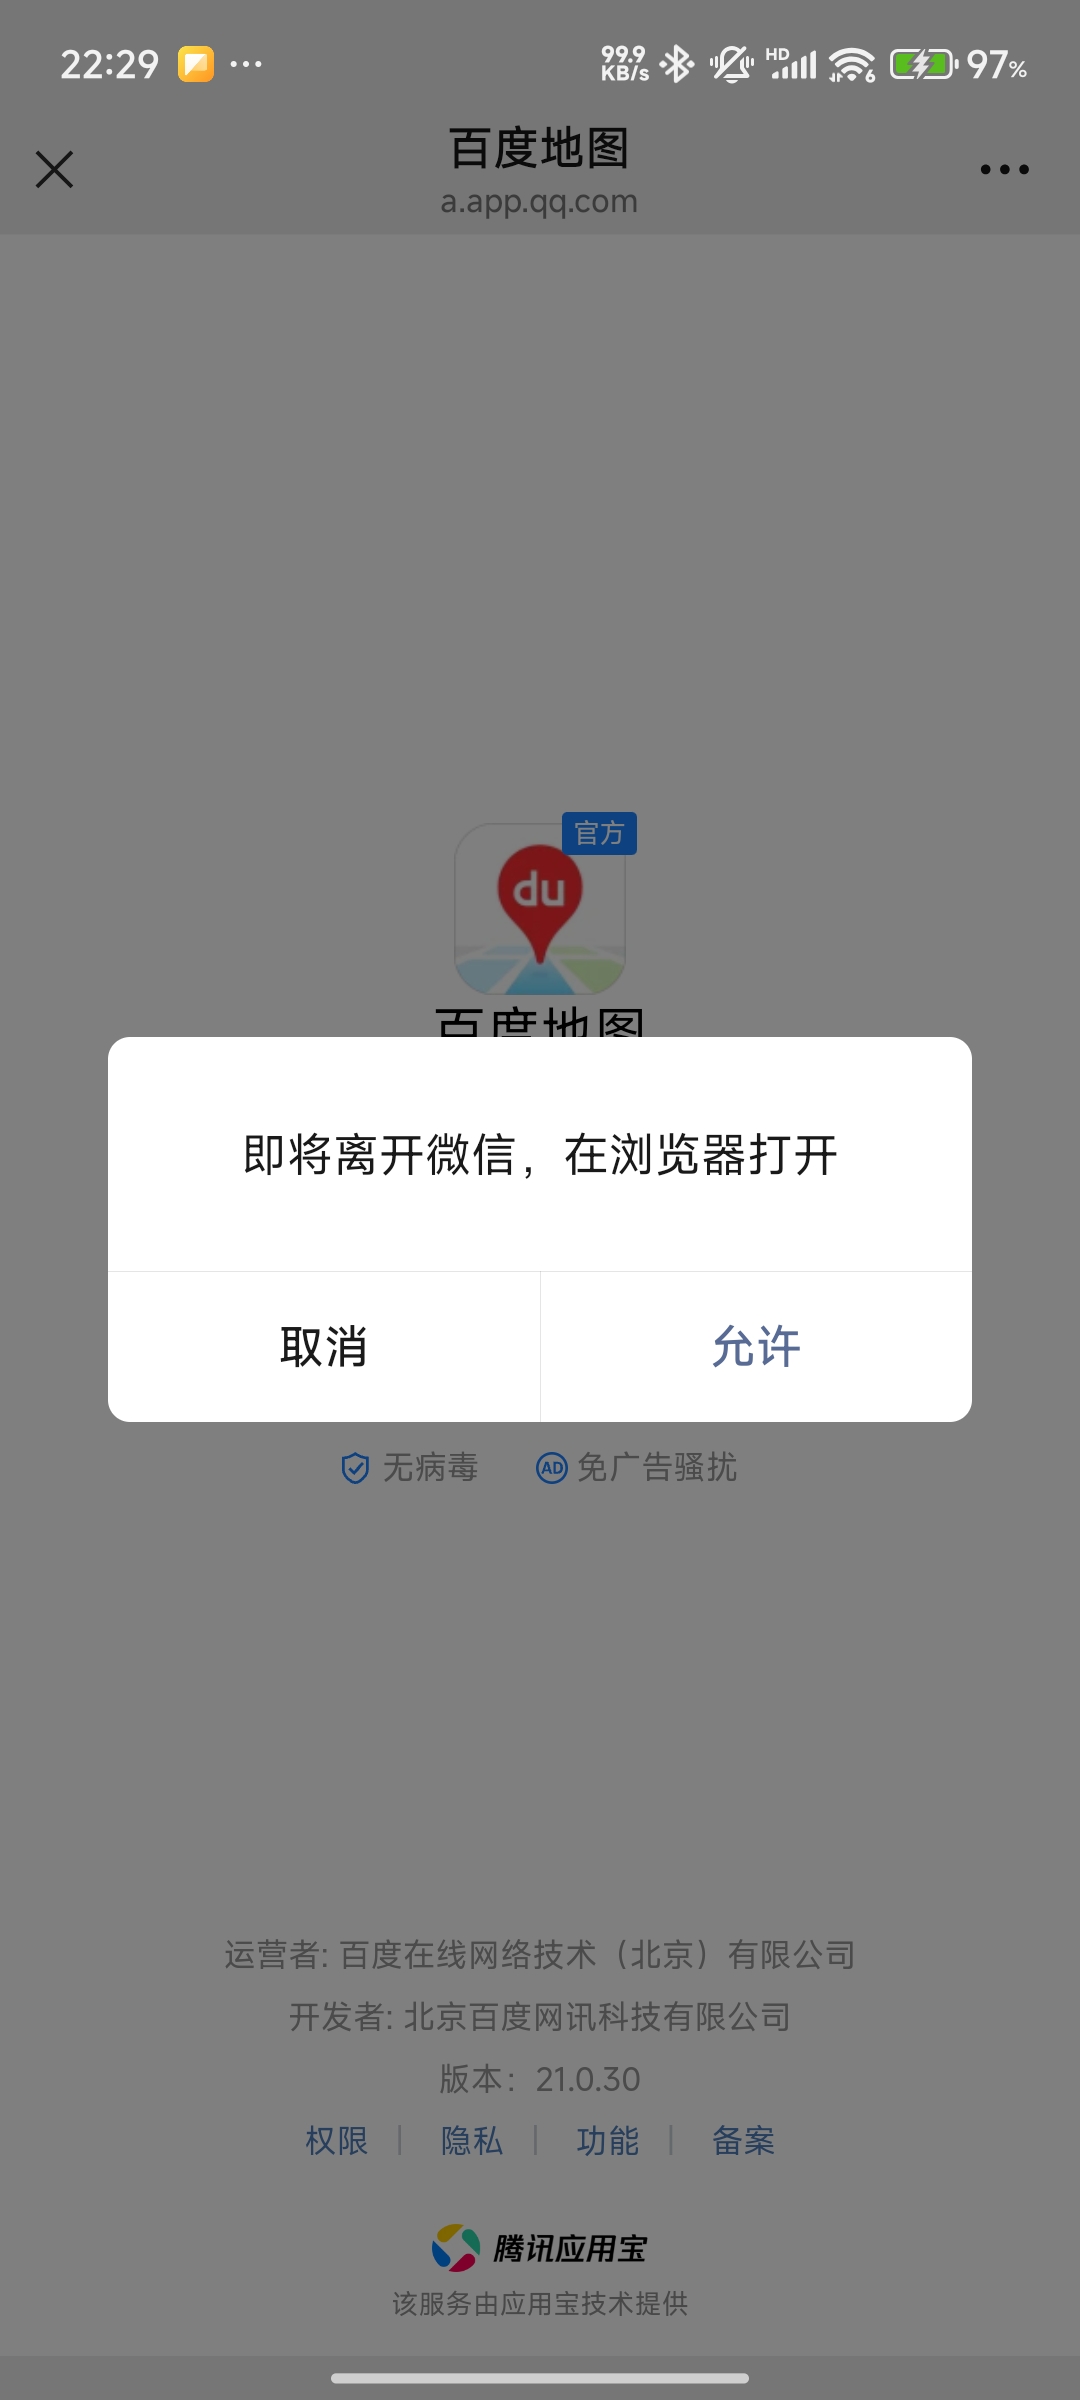 22:29
99.9
KB/s
HD
6
97%
百度地图
a.app.qq.com
官方
du
百度地图
即将离开微信，在浏览器打开
取消
允许
无病毒
AD 免广告骚扰
运营者: 百度在线网络技术（北京）有限公司
开发者: 北京百度网讯科技有限公司
版本：21.0.30
权限 | 隐私 | 功能 | 备案
腾讯应用宝
该服务由应用宝技术提供